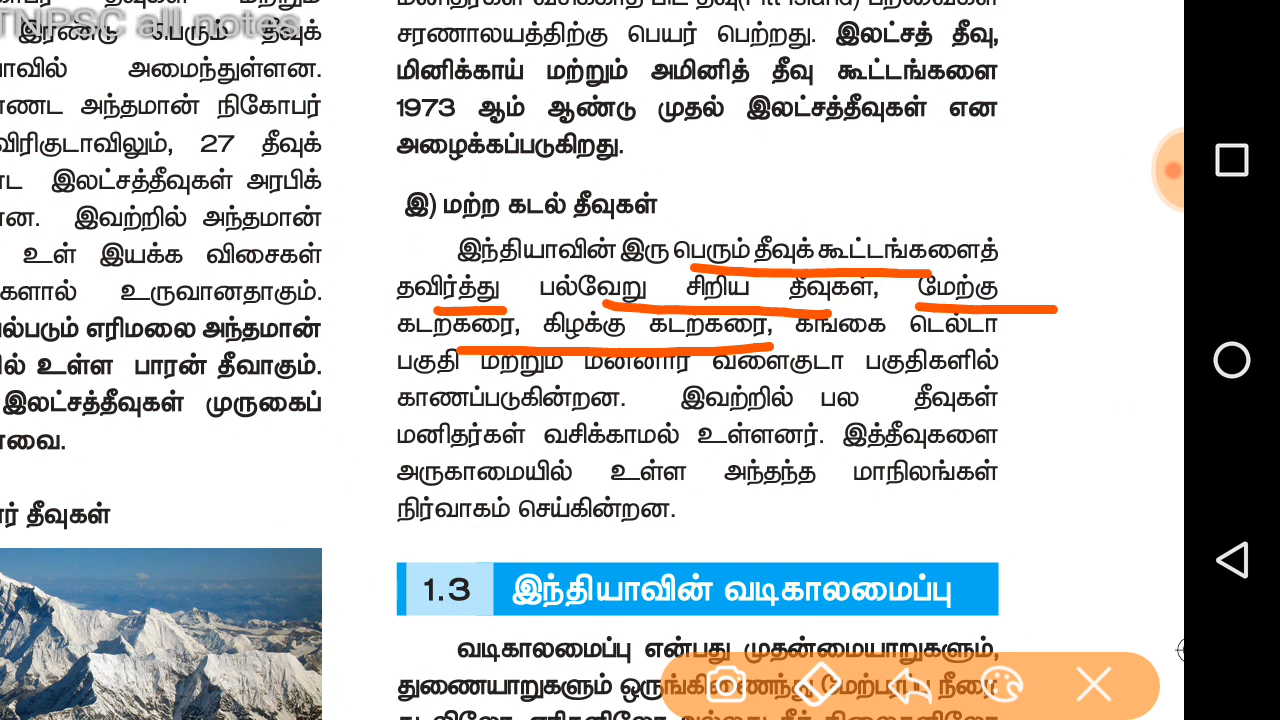 TNPSC all notes
இரண்டு பெரும் தீவுக்
அமைந்துள்ளன.
அந்தமான் நிகோபர்
27 தீவுக்
இலட்சத்தீவுகள் அரபிக்
இவற்றில் அந்தமான்
உள் இயக்க விசைகள்
உருவானதாகும்.
எரிமலை அந்தமான்
உள்ள பாரன் தீவாகும்.
இலட்சத்தீவுகள் முருகைப்
தீவுகள்
சரணாலயத்திற்கு பெயர் பெற்றது. இலட்சத் தீவு,
மினிக்காய் மற்றும் அமினித் தீவு கூட்டங்களை
1973 ஆம் ஆண்டு முதல் இலட்சத்தீவுகள் என
அழைக்கப்படுகிறது.
இ) மற்ற கடல் தீவுகள்
இந்தியாவின் இரு பெரும் தீவுக் கூட்டங்களைத்
தவிர்த்து பல்வேறு சிறிய தீவுகள், மேற்கு
கடற்கரை, கிழக்கு கடற்கரை, கங்கை டெல்டா
பகுதி மற்றும் மன்னார் வளைகுடா பகுதிகளில்
காணப்படுகின்றன. இவற்றில் பல தீவுகள்
மனிதர்கள் வசிக்காமல் உள்ளனர். இத்தீவுகளை
அருகாமையில் உள்ள அந்தந்த மாநிலங்கள்
நிர்வாகம் செய்கின்றன.
1.3 இந்தியாவின் வடிகாலமைப்பு
வடிகாலமைப்பு என்பது முதன்மையாறுகளும்,
துணையாறுகளும் ஒருங்கிணைந்து மேற்பரப்பு நீரை